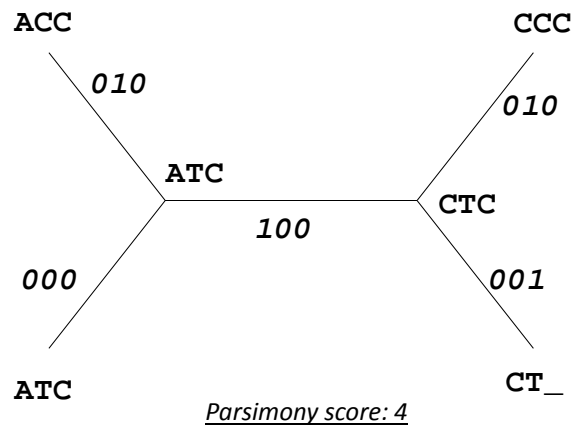 ACC CCC
010 010
ATC CTC
100
000 001
ATC CT_
Parsimony score: 4